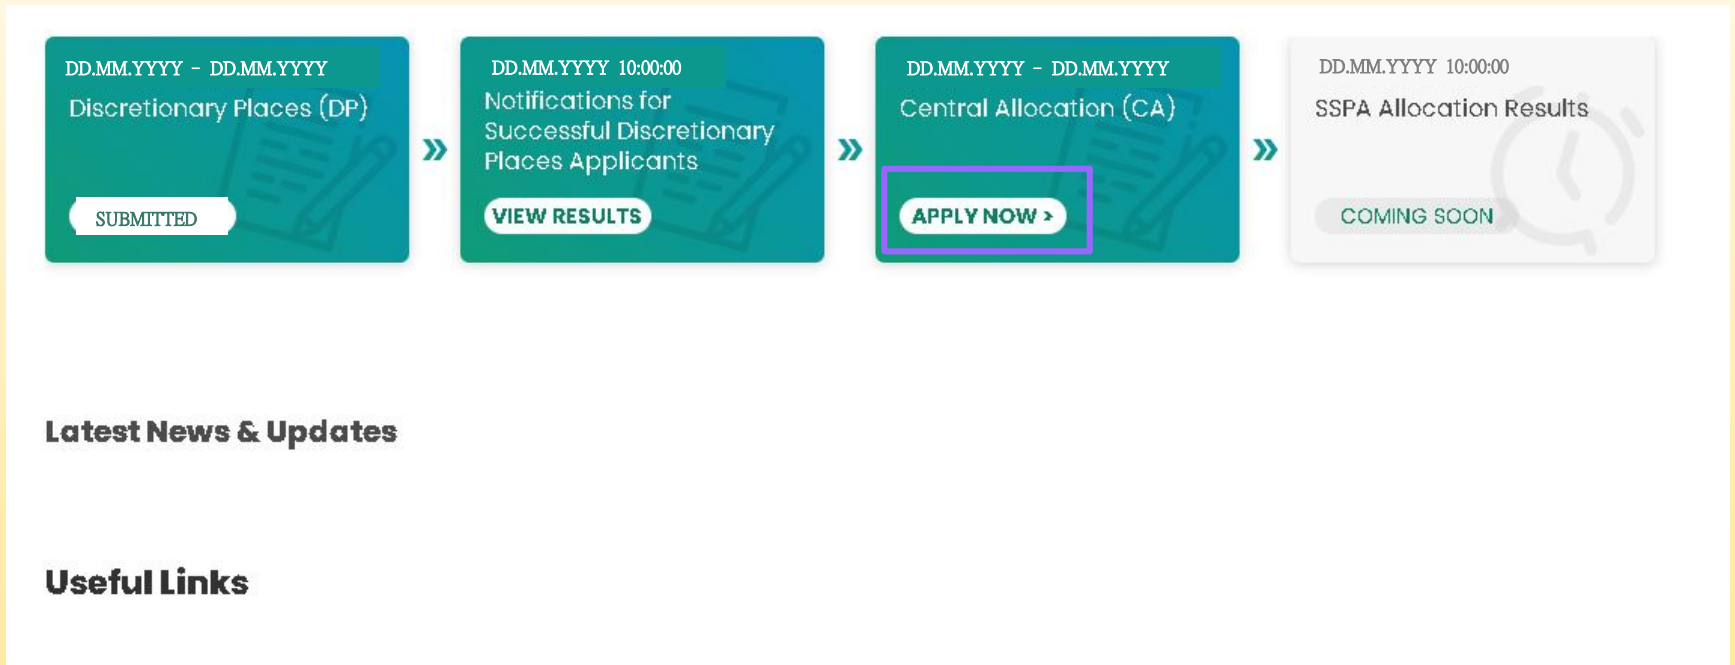 DD.MM.YYYY - DD.MM.YYYY
Discretionary Places (DP)
SUBMITTED
»
DD.MM.YYYY 10:00:00
Notifications for
Successful Discretionary
Places Applicants
VIEW RESULTS
»
DD.MM.YYYY - DD.MM.YYYY
Central Allocation (CA)
APPLY NOW >
»
DD.MM.YYYY 10:00:00
SSPA Allocation Results
COMING SOON
Latest News & Updates
Useful Links